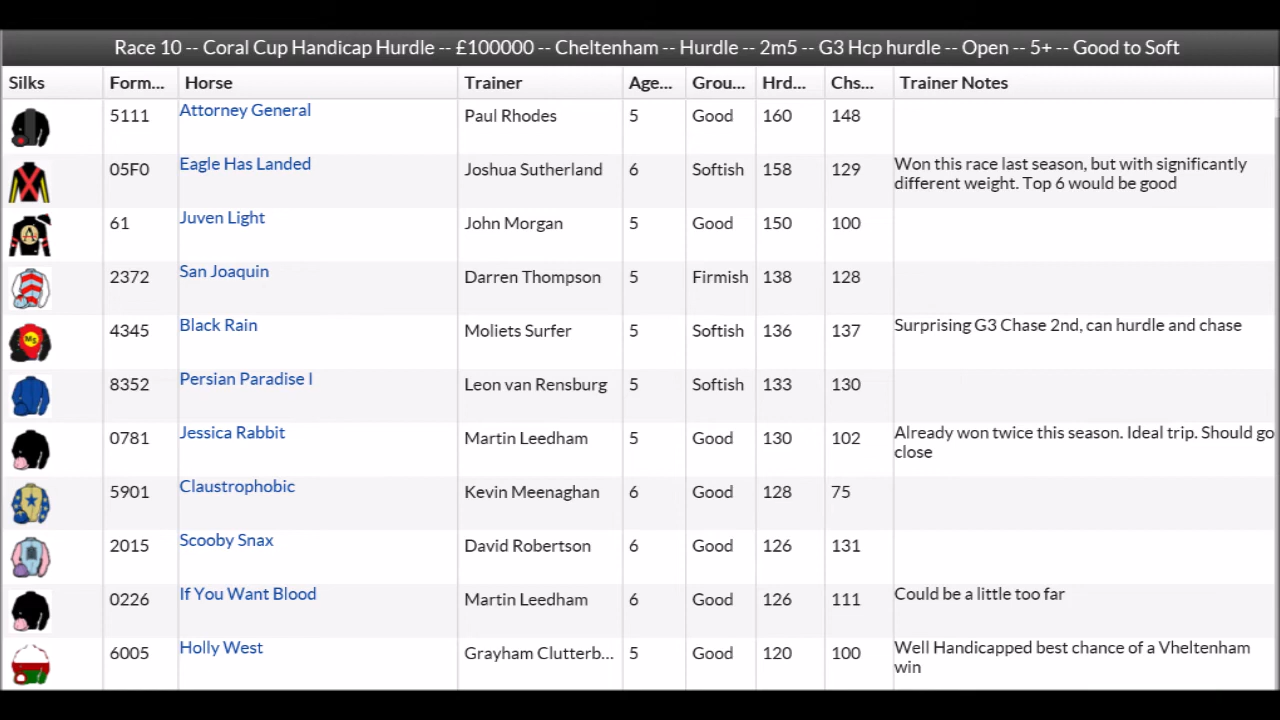 Race 10 -- Coral Cup Handicap Hurdle -- £100000 -- Cheltenham -- Hurdle -- 2m5 -- G3 Hcp hurdle -- Open -- 5+ -- Good to Soft
Silks Form... Horse Trainer Age... Grou... Hrd... Chs... Trainer Notes
5111 Attorney General Paul Rhodes 5 Good 160 148
05F0 Eagle Has Landed Joshua Sutherland 6 Softish 158 129 Won this race last season, but with significantly
different weight. Top 6 would be good
61 Juven Light John Morgan 5 Good 150 100
2372 San Joaquin Darren Thompson 5 Firmish 138 128
4345 Black Rain Moliets Surfer 5 Softish 136 137 Surprising G3 Chase 2nd, can hurdle and chase
8352 Persian Paradise I Leon van Rensburg 5 Softish 133 130
0781 Jessica Rabbit Martin Leedham 5 Good 130 102 Already won twice this season. Ideal trip. Should go
close
5901 Claustrophobic Kevin Meenaghan 6 Good 128 75
2015 Scooby Snax David Robertson 6 Good 126 131
0226 If You Want Blood Martin Leedham 6 Good 126 111 Could be a little too far
6005 Holly West Grayham Clutterb... 5 Good 120 100 Well Handicapped best chance of a Vheltenham
win